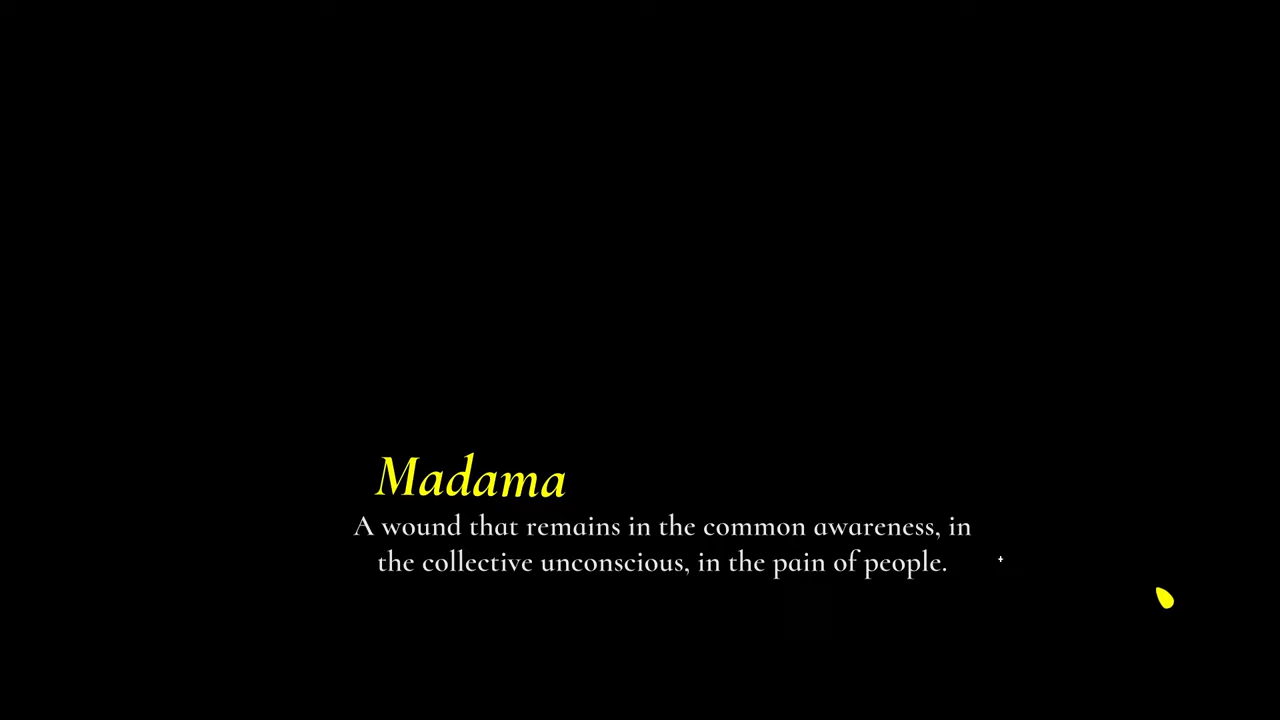 Madama
A wound that remains in the common awareness, in
the collective unconscious, in the pain of people.